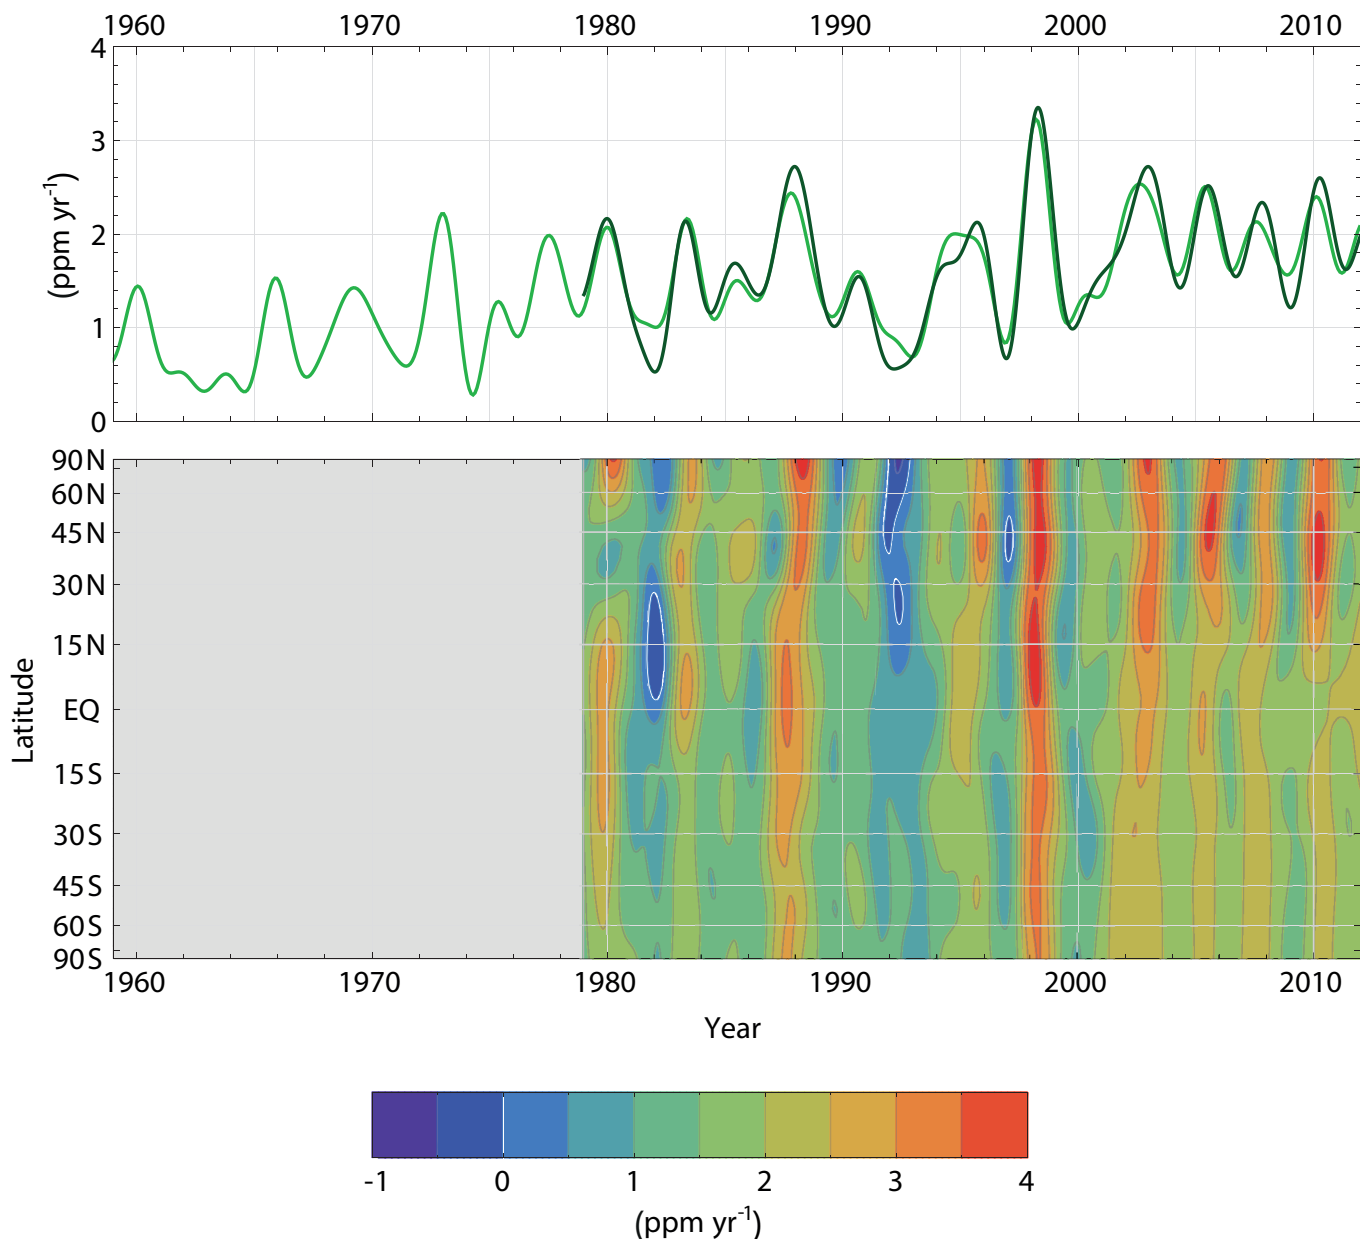 1960 1970 1980 1990 2000 2010
4
3
2
1
0
(ppm yr-1)
90N
60N
45N
30N
15N
EQ
15S
30S
45S
60S
90S
Latitude
1960 1970 1980 1990 2000 2010
Year
-1 0 1 2 3 4
(ppm yr-1)